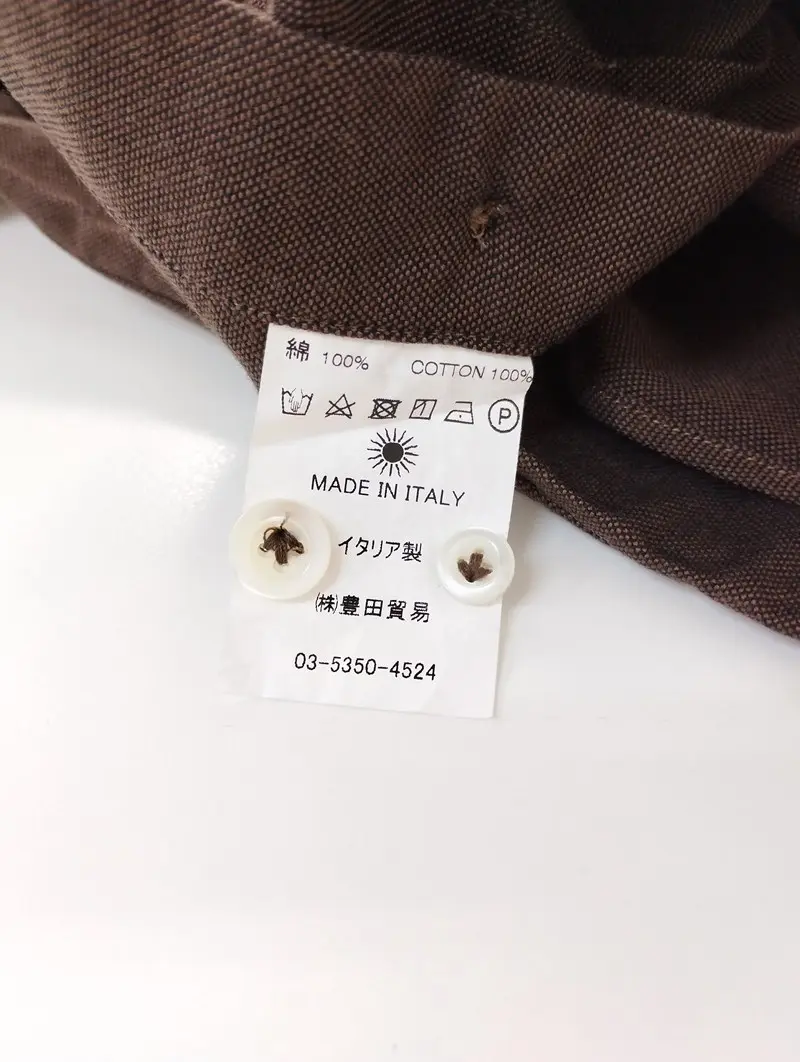 綿 100% COTTON 100%
P
MADE IN ITALY
イタリア製
㈱豊田貿易
03-5350-4524